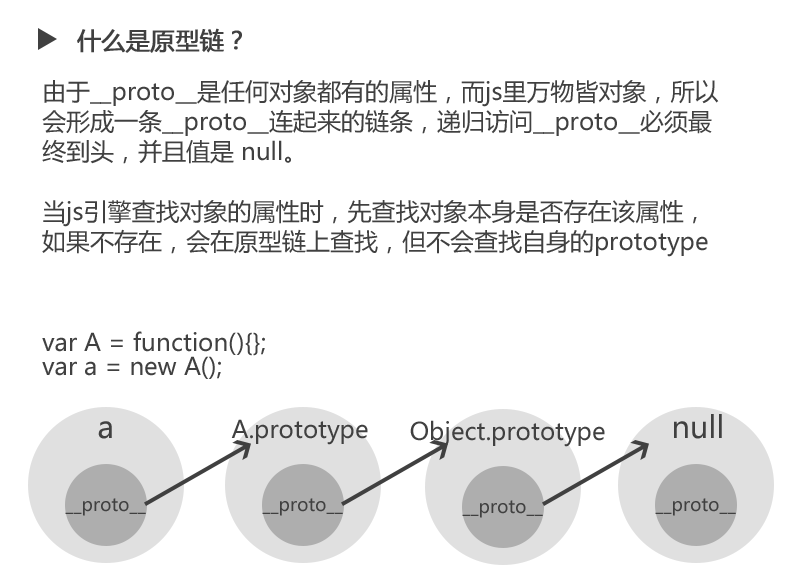 什么是原型链？
由于__proto__是任何对象都有的属性，而js里万物皆对象，所以
会形成一条__proto__连起来的链条，递归访问__proto__必须最
终到头，并且值是 null。
当js引擎查找对象的属性时，先查找对象本身是否存在该属性，
如果不存在，会在原型链上查找，但不会查找自身的prototype
var A = function(){};
var a = new A();
a
A.prototype
Object.prototype
null
__proto__
__proto__
__proto__
__proto__